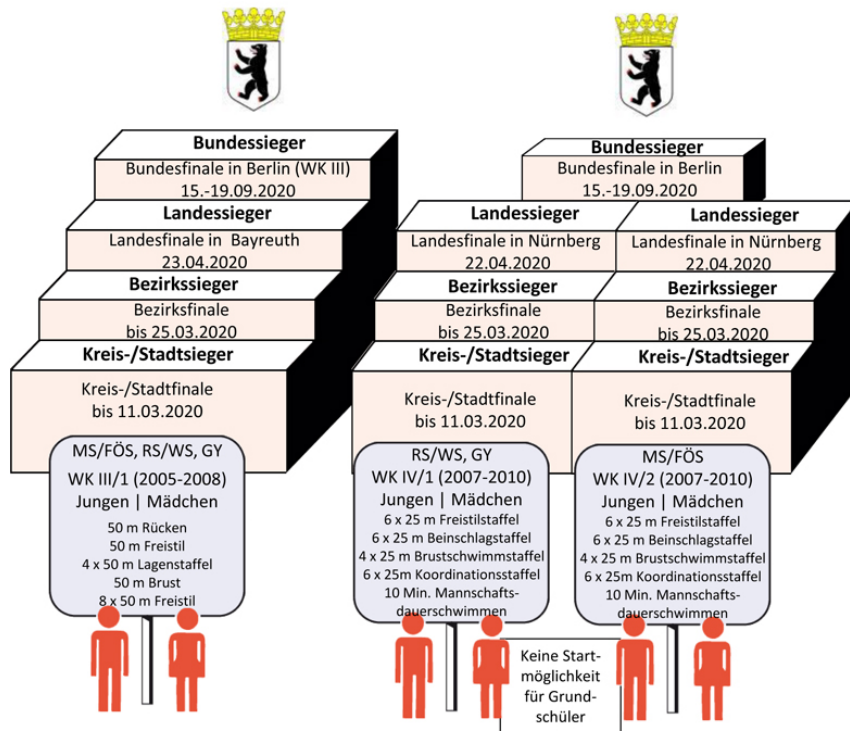 Bundessieger
Bundesfinale in Berlin (WK III)
15.-19.09.2020
Landessieger
Landesfinale in Bayreuth
23.04.2020
Bezirkssieger
Bezirksfinale
bis 25.03.2020
Kreis-/Stadtsieger
Kreis-/Stadtfinale
bis 11.03.2020
MS/FÖS, RS/WS, GY
WK III/1 (2005-2008)
Jungen | Mädchen
50 m Rücken
50 m Freistil
4 x 50 m Lagenstaffel
50 m Brust
8 x 50 m Freistil
Bundessieger
Bundesfinale in Berlin
15.-19.09.2020
Landessieger
Landesfinale in Nürnberg
22.04.2020
Bezirkssieger
Bezirksfinale
bis 25.03.2020
Kreis-/Stadtsieger
Kreis-/Stadtfinale
bis 11.03.2020
RS/WS, GY
WK IV/1 (2007-2010)
Jungen | Mädchen
6 x 25 m Freistilstaffel
6 x 25 m Beinschlagstaffel
4 x 25 m Brustschwimmstaffel
6 x 25m Koordinationsstaffel
10 Min. Mannschafts-
dauerschwimmen
Landessieger
Landesfinale in Nürnberg
22.04.2020
Bezirkssieger
Bezirksfinale
bis 25.03.2020
Kreis-/Stadtsieger
Kreis-/Stadtfinale
bis 11.03.2020
MS/FÖS
WK IV/2 (2007-2010)
Jungen | Mädchen
6 x 25 m Freistilstaffel
6 x 25 m Beinschlagstaffel
4 x 25 m Brustschwimmstaffel
6 x 25m Koordinationsstaffel
10 Min. Mannschafts-
dauerschwimmen
Keine Start-
möglichkeit
für Grund-
schüler